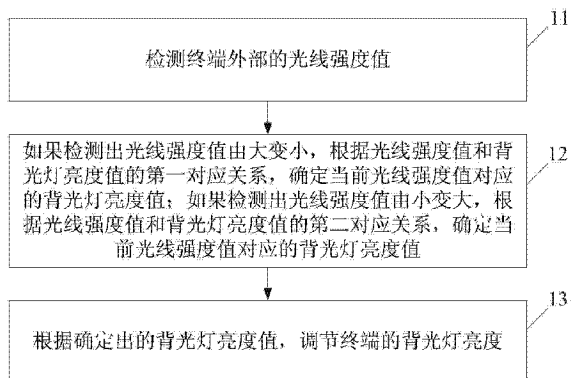 11
检测终端外部的光线强度值
12
如果检测出光线强度值由大变小，根据光线强度值和背
光灯亮度值的第一对应关系，确定当前光线强度值对应
的背光灯亮度值；如果检测出光线强度值由小变大，根
据光线强度值和背光灯亮度值的第二对应关系，确定当
前光线强度值对应的背光灯亮度值
13
根据确定出的背光灯亮度值，调节终端的背光灯亮度